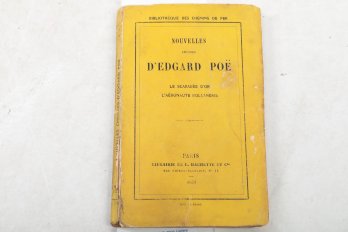 BIBLIOTHÈQUE DES CHEMINS DE FER
NOUVELLES
D'EDGARD POË
LE SCARABÉE D'OR
L'AÉRONAUTE HOLLANDAIS
PARIS
LIBRAIRIE DE L. HACHETTE ET Cie